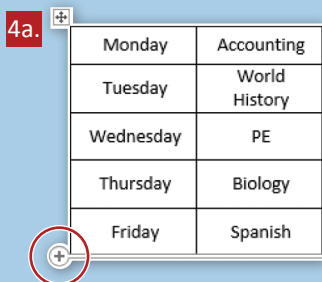 4a.
Monday Accounting
Tuesday World
History
Wednesday PE
Thursday Biology
Friday Spanish